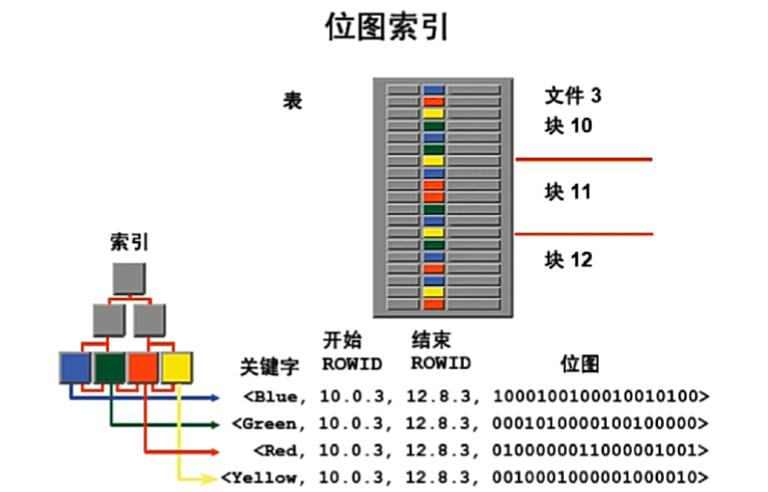 位图索引
表
文件 3
块 10
块 11
块 12
索引
关键字 开始 ROWID 结束 ROWID 位图
<Blue, 10.0.3, 12.8.3, 1000100100010010100>
<Green, 10.0.3, 12.8.3, 0001010000100100000>
<Red, 10.0.3, 12.8.3, 0100000011000001001>
<Yellow, 10.0.3, 12.8.3, 0010001000001000010>